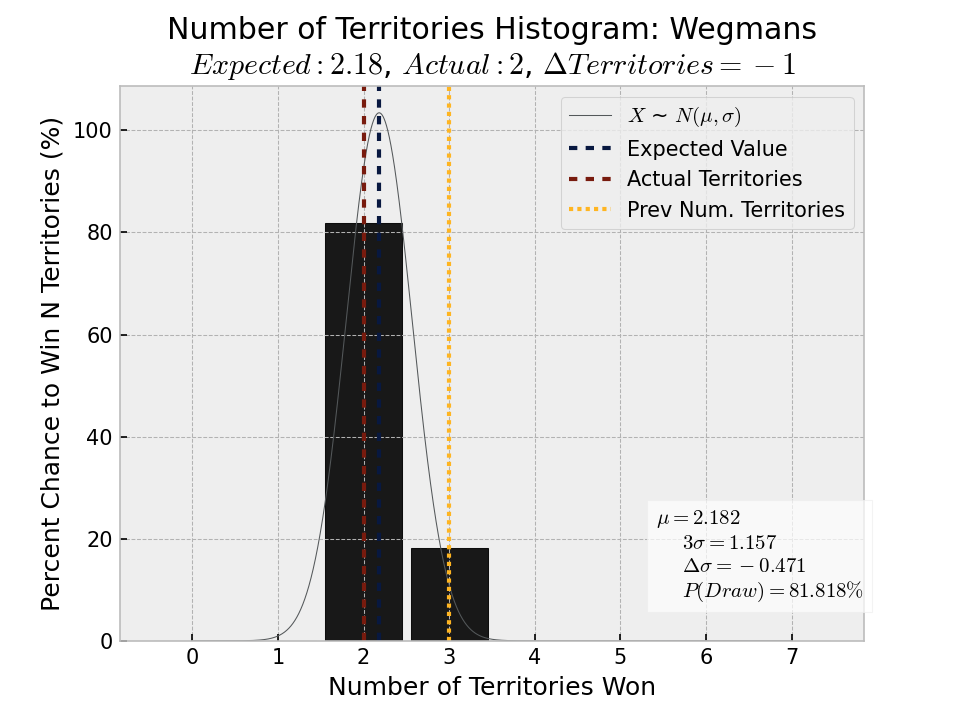 Number of Territories Histogram: Wegmans
Expected : 2.18, Actual : 2, ΔTerritories = − 1
Percent Chance to Win N Territories (%)
100
80
60
40
20
0
X ∼ N(μ, σ)
Expected Value
Actual Territories
Prev Num. Territories
μ = 2.182
3σ = 1.157
Δσ = − 0.471
P(Draw) = 81.818%
0 1 2 3 4 5 6 7
Number of Territories Won